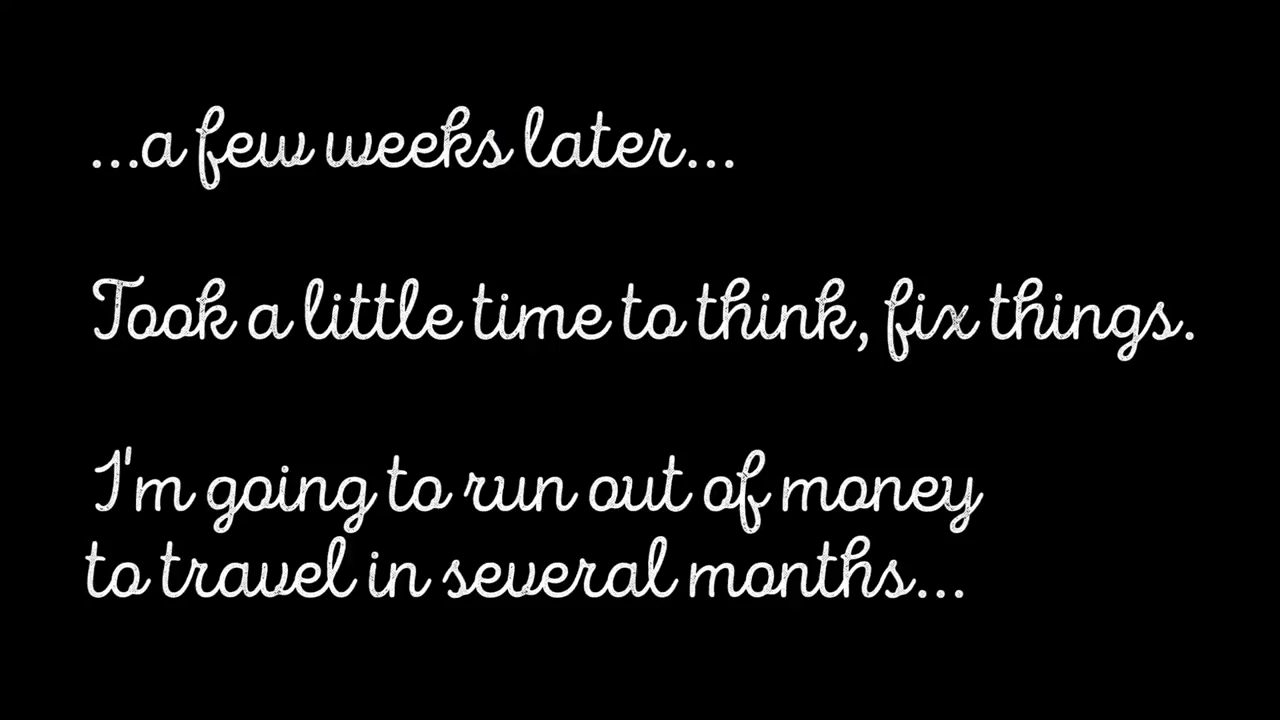 ...a few weeks later...
Took a little time to think, fix things.
I'm going to run out of money
to travel in several months...